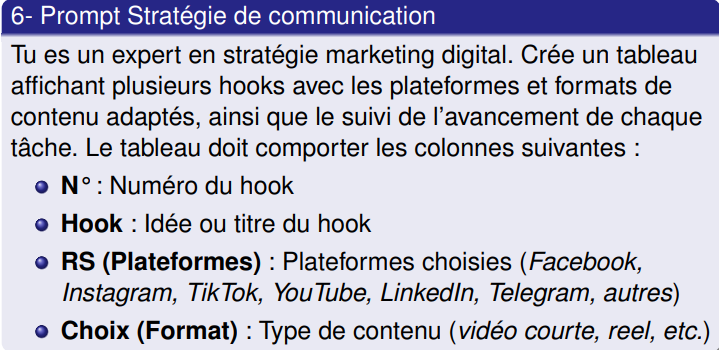 6- Prompt Stratégie de communication
Tu es un expert en stratégie marketing digital. Crée un tableau
affichant plusieurs hooks avec les plateformes et formats de
contenu adaptés, ainsi que le suivi de l'avancement de chaque
tâche. Le tableau doit comporter les colonnes suivantes :
N° : Numéro du hook
Hook : Idée ou titre du hook
RS (Plateformes) : Plateformes choisies (Facebook,
Instagram, TikTok, YouTube, LinkedIn, Telegram, autres)
Choix (Format) : Type de contenu (vidéo courte, reel, etc.)